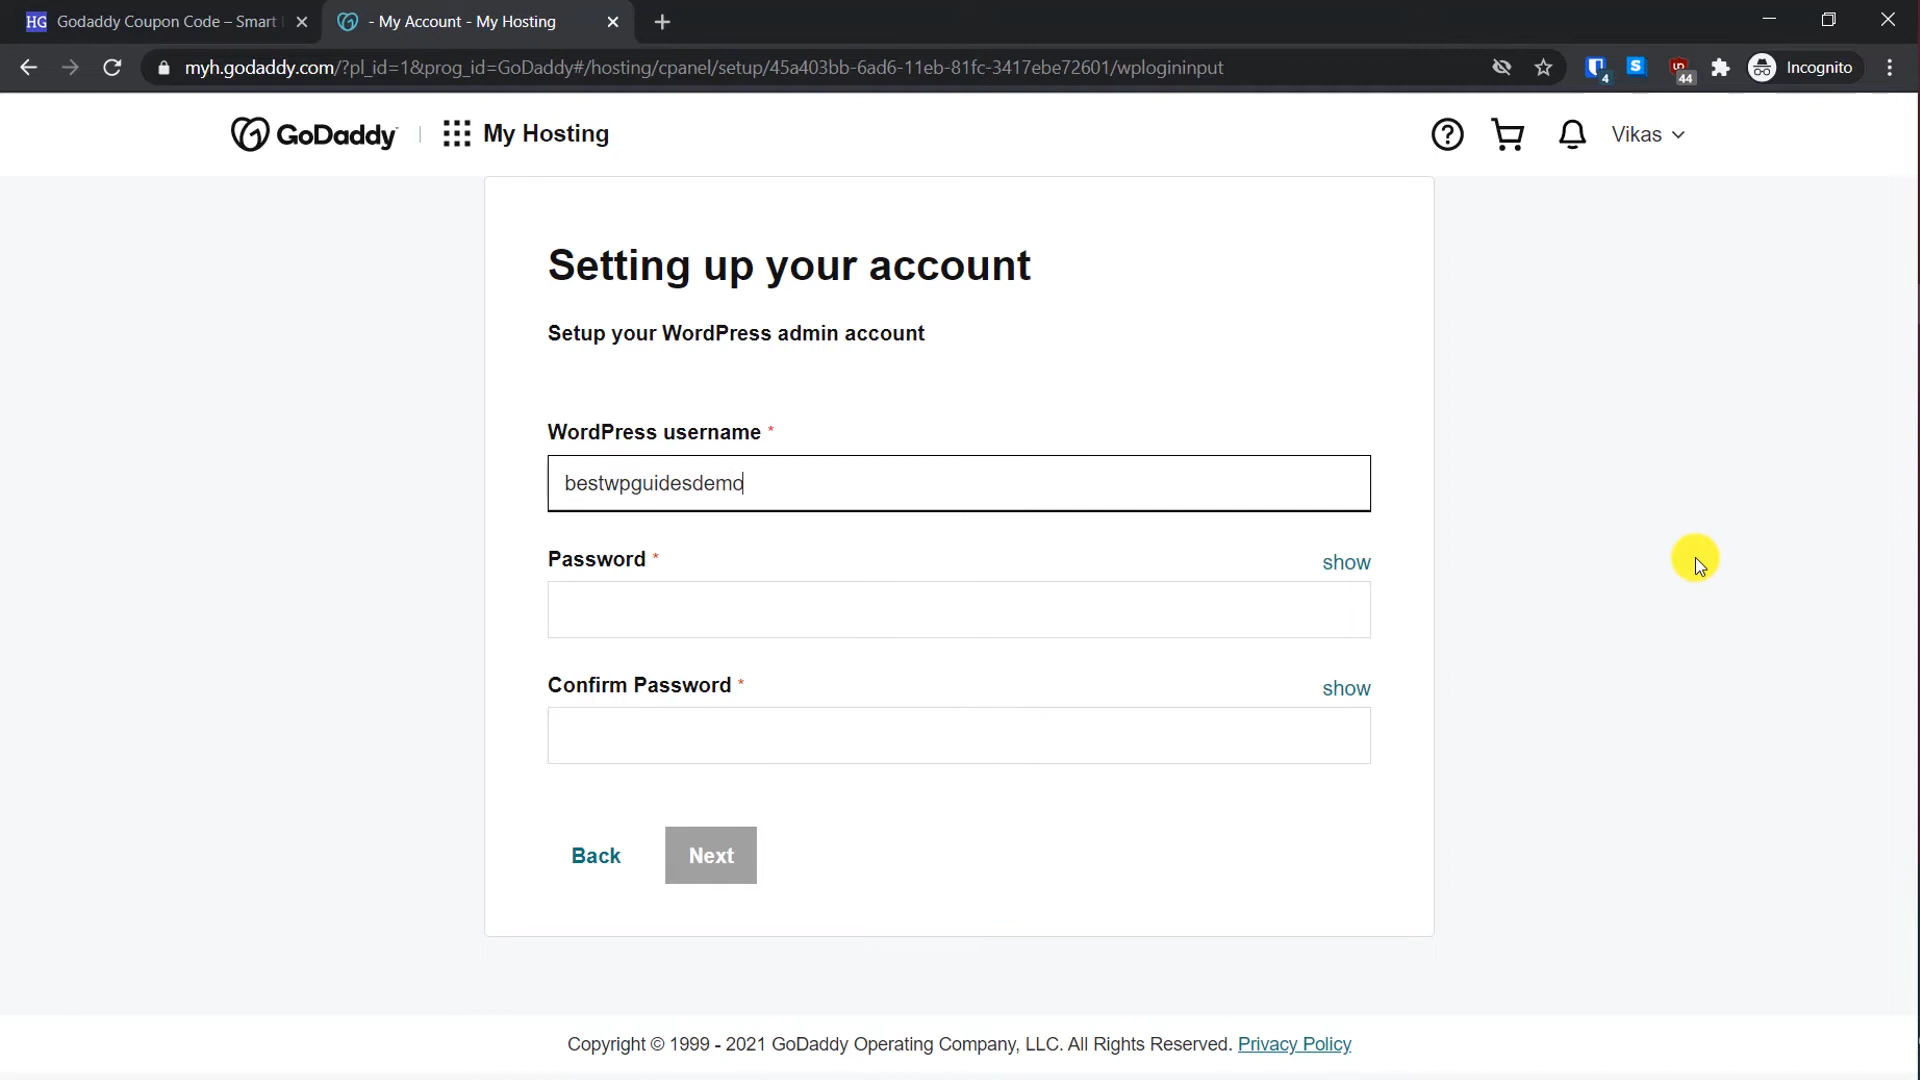 HG Godaddy Coupon Code – Smart
- My Account - My Hosting
myh.godaddy.com/?pl_id=1&prog_id=GoDaddy#/hosting/cpanel/setup/45a403bb-6ad6-11eb-81fc-3417ebe72601/wplogininput
4
S
44
Incognito
GoDaddy
My Hosting
Vikas
Setting up your account
Setup your WordPress admin account
WordPress username *
bestwpguidesdemo
Password *
show
Confirm Password *
show
Back
Next
Copyright © 1999 - 2021 GoDaddy Operating Company, LLC. All Rights Reserved. Privacy Policy